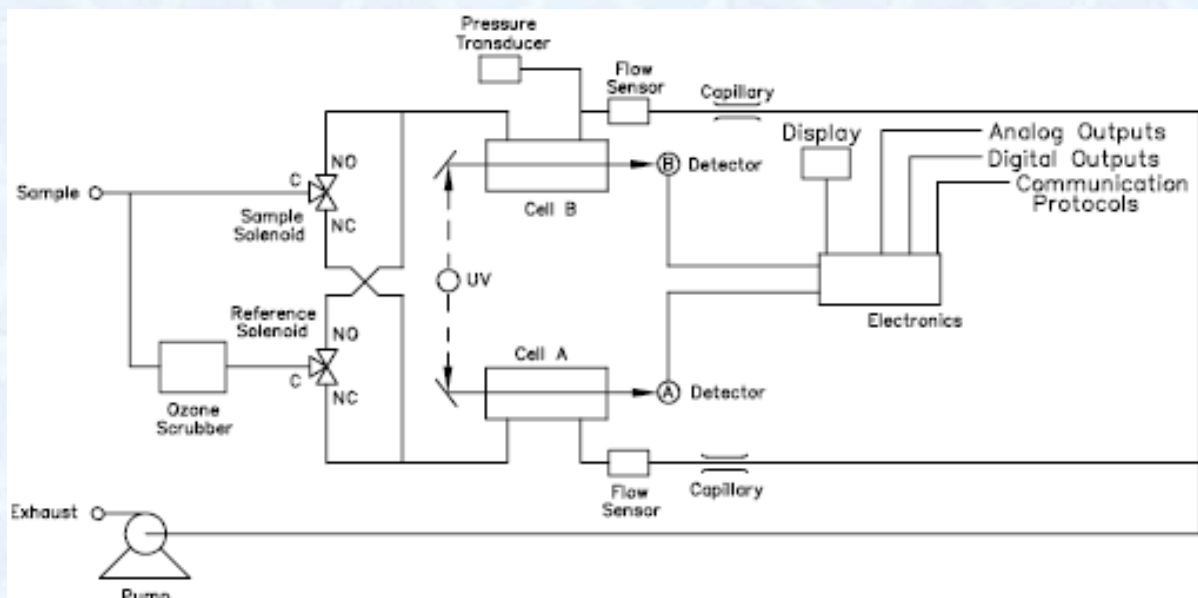 Pressure
Transducer
Flow
Sensor
Capillary
Display
Analog Outputs
Digital Outputs
Communication
Protocols
NO
C
Sample
NC
Sample
Solenoid
B
Detector
Cell B
UV
Reference
Solenoid
NO
C
NC
Ozone
Scrubber
Cell A
A
Detector
Electronics
Flow
Sensor
Capillary
Exhaust
Pump